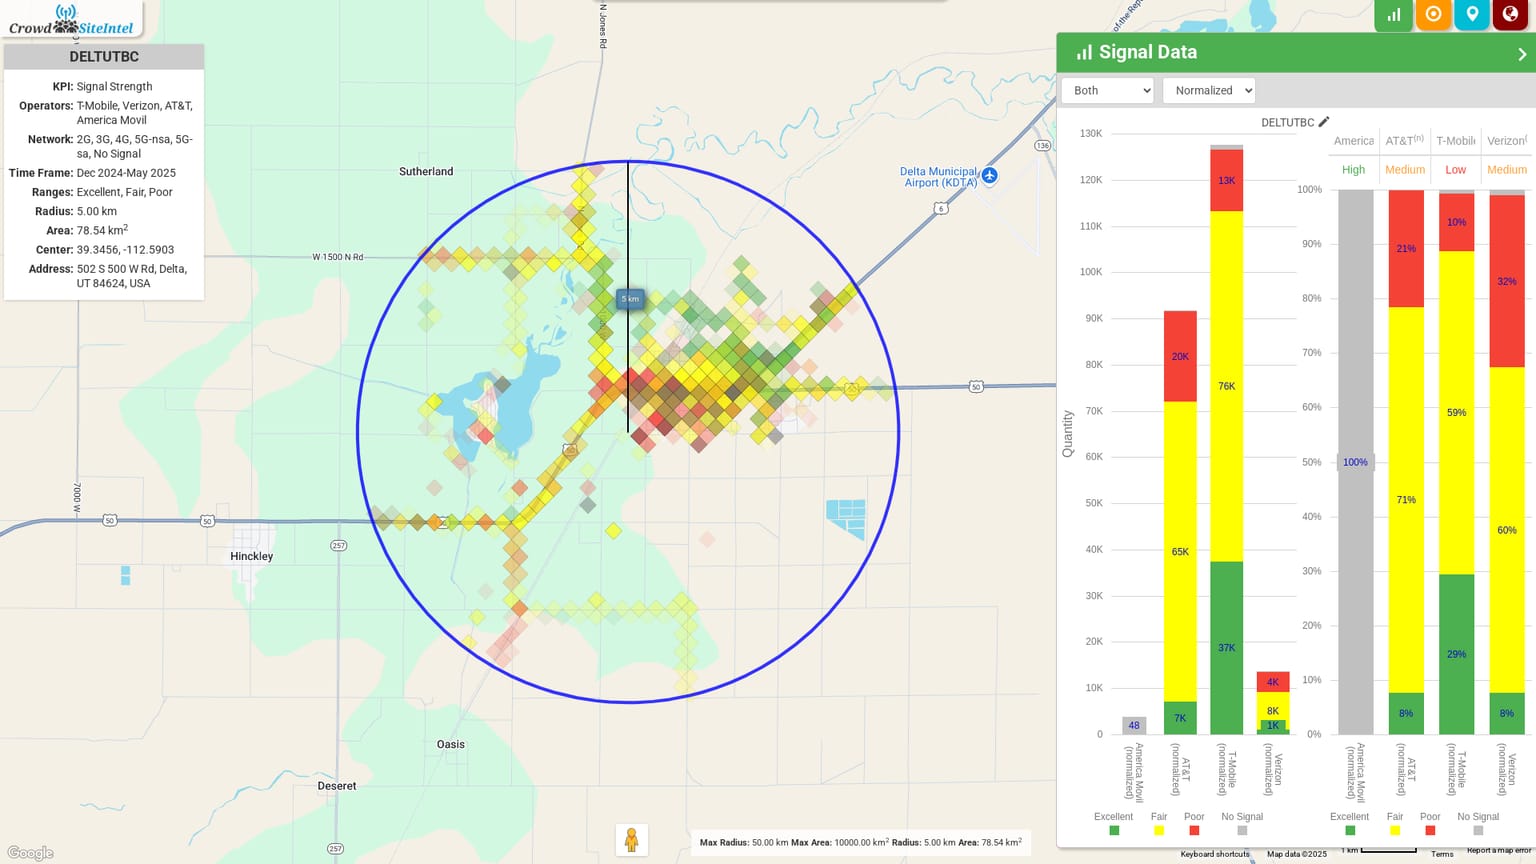 Crowd SiteIntel
DELTUTBC
KPI: Signal Strength
Operators: T-Mobile, Verizon, AT&T,
America Movil
Network: 2G, 3G, 4G, 5G-nsa, 5G-
sa, No Signal
Time Frame: Dec 2024-May 2025
Ranges: Excellent, Fair, Poor
Radius: 5.00 km
Area: 78.54 km2
Center: 39.3456, -112.5903
Address: 502 S 500 W Rd, Delta,
UT 84624, USA
N Jones Rd
Sutherland
W 1500 N Rd
Delta Municipal
Airport (KDTA)
136
6
5 km
50
50
50
50
50
7000 W
Hinckley
257
Oasis
Deseret
257
Google
Max Radius: 50.00 km Max Area: 10000.00 km2 Radius: 5.00 km Area: 78.54 km2
Signal Data
Both
Normalized
DELTUTBC
130K
120K
110K
100K
90K
80K
70K
60K
50K
40K
30K
20K
10K
0
Quantity
48
20K
65K
7K
13K
76K
37K
4K
8K
1K
America Movil
(normalized)
AT&T
(normalized)
T-Mobile
(normalized)
Verizon
(normalized)
Excellent
Fair
Poor
No Signal
America
AT&T(n)
T-Mobile
Verizon(
High
Medium
Low
Medium
100%
90%
80%
70%
60%
50%
40%
30%
20%
10%
0%
100%
21%
71%
8%
10%
59%
29%
32%
60%
8%
America Movil
(normalized)
AT&T
(normalized)
T-Mobile
(normalized)
Verizon
(normalized)
Excellent
Fair
Poor
No Signal
Keyboard shortcuts
Map data ©2025
1 km
Terms
Report a map error